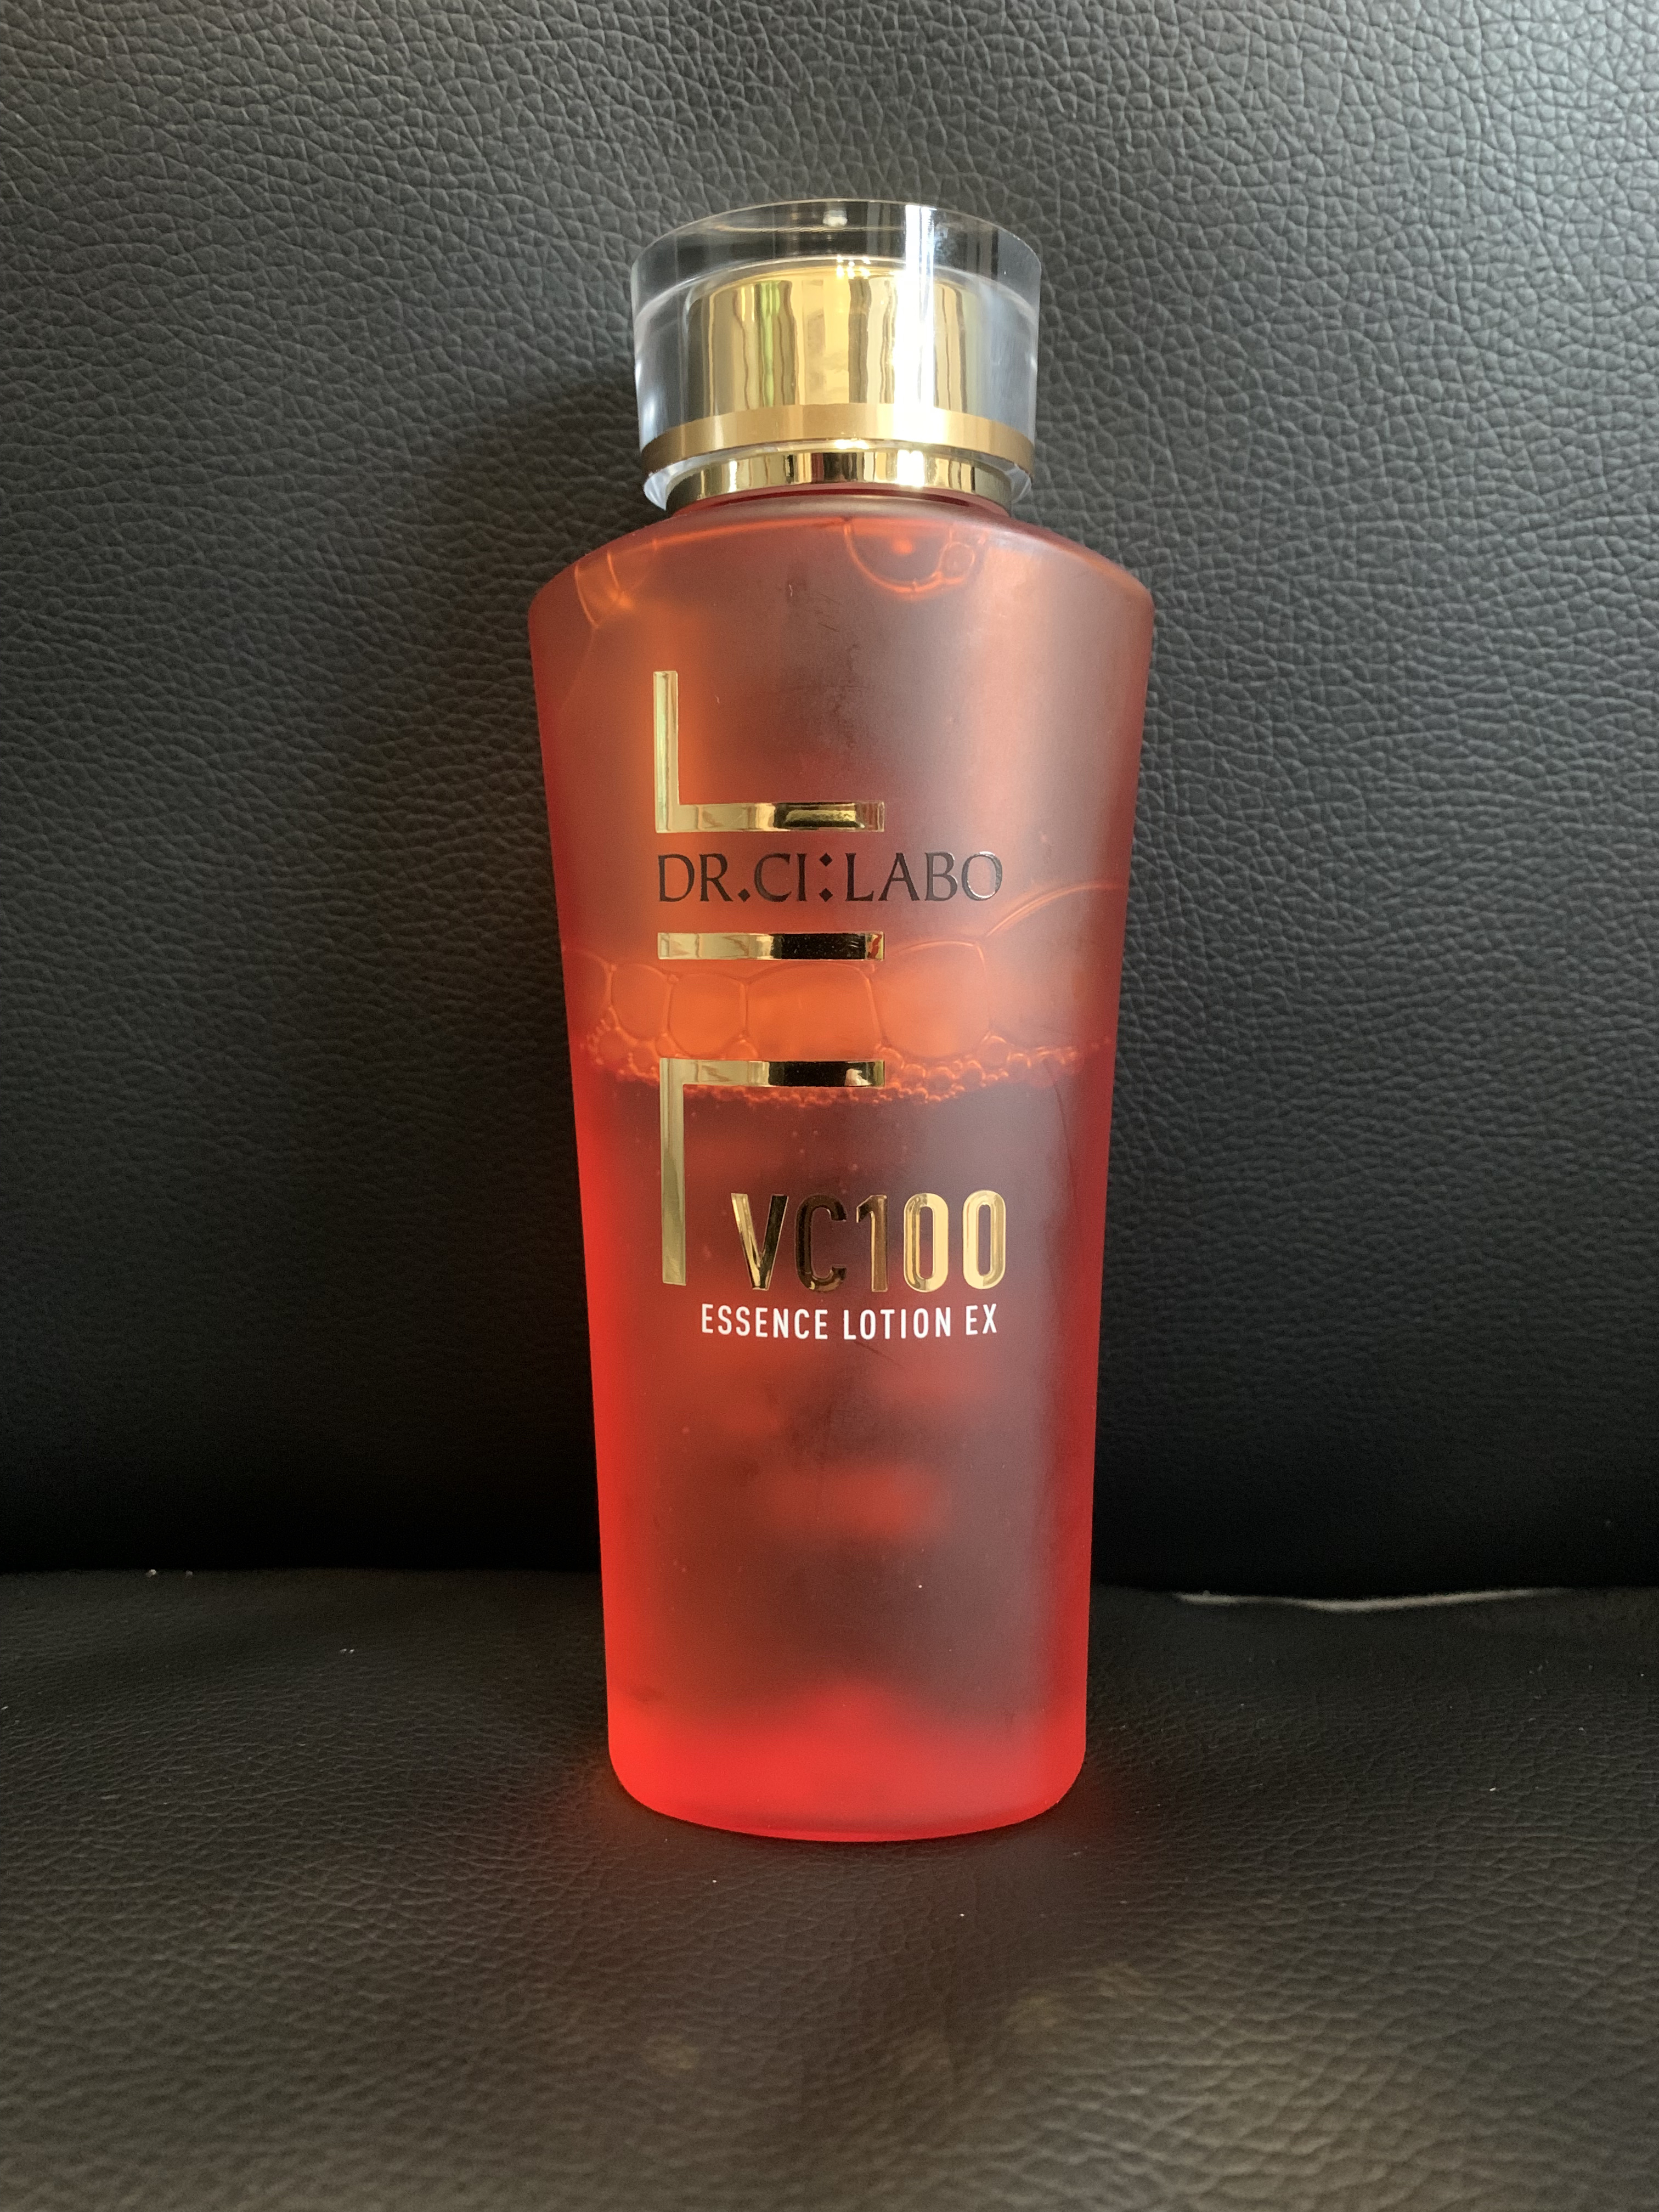 DR.CI:LABO
VC100
ESSENCE LOTION EX